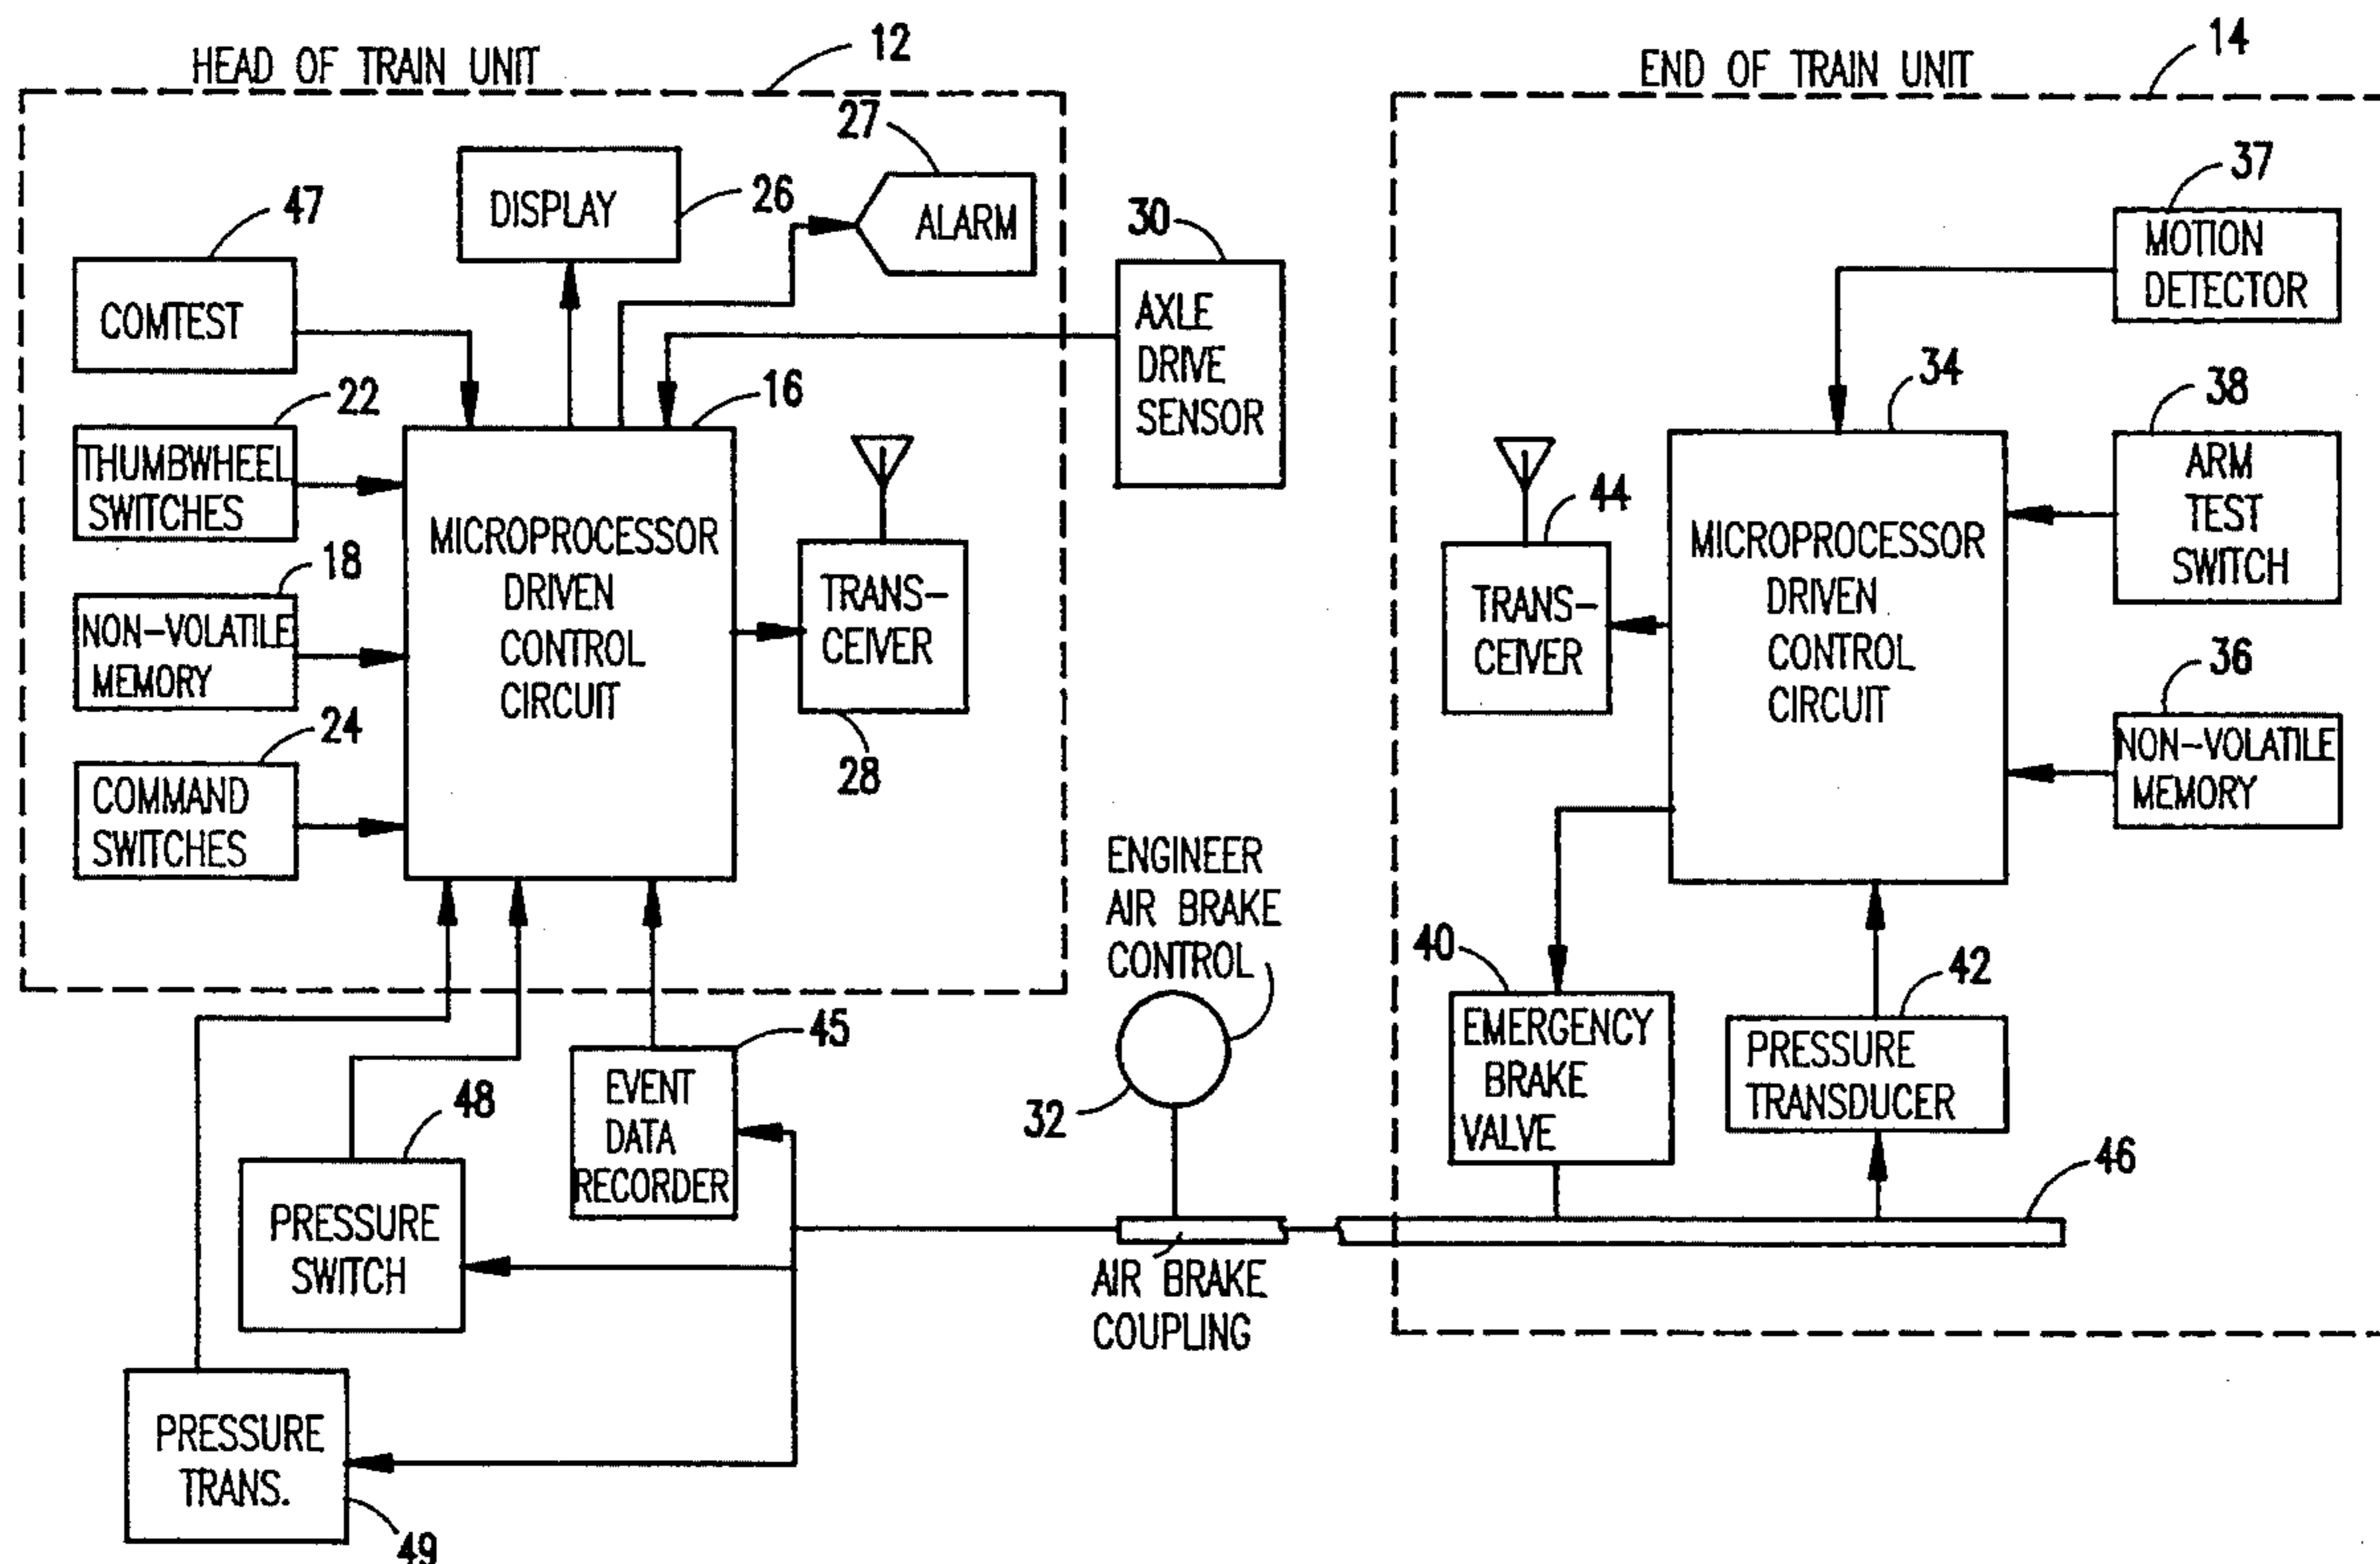 HEAD OF TRAIN UNIT
12
47
COMTEST
DISPLAY
26
27
ALARM
22
THUMBWHEEL
SWITCHES
18
NON-VOLATILE
MEMORY
24
COMMAND
SWITCHES
16
MICROPROCESSOR
DRIVEN
CONTROL
CIRCUIT
TRANS-
CEIVER
28
30
AXLE
DRIVE
SENSOR
ENGINEER
AIR BRAKE
CONTROL
32
AIR BRAKE
COUPLING
45
EVENT
DATA
RECORDER
48
PRESSURE
SWITCH
PRESSURE
TRANS.
49
END OF TRAIN UNIT
14
37
MOTION
DETECTOR
34
MICROPROCESSOR
DRIVEN
CONTROL
CIRCUIT
38
ARM
TEST
SWITCH
36
NON-VOLATILE
MEMORY
44
TRANS-
CEIVER
40
EMERGENCY
BRAKE
VALVE
42
PRESSURE
TRANSDUCER
46